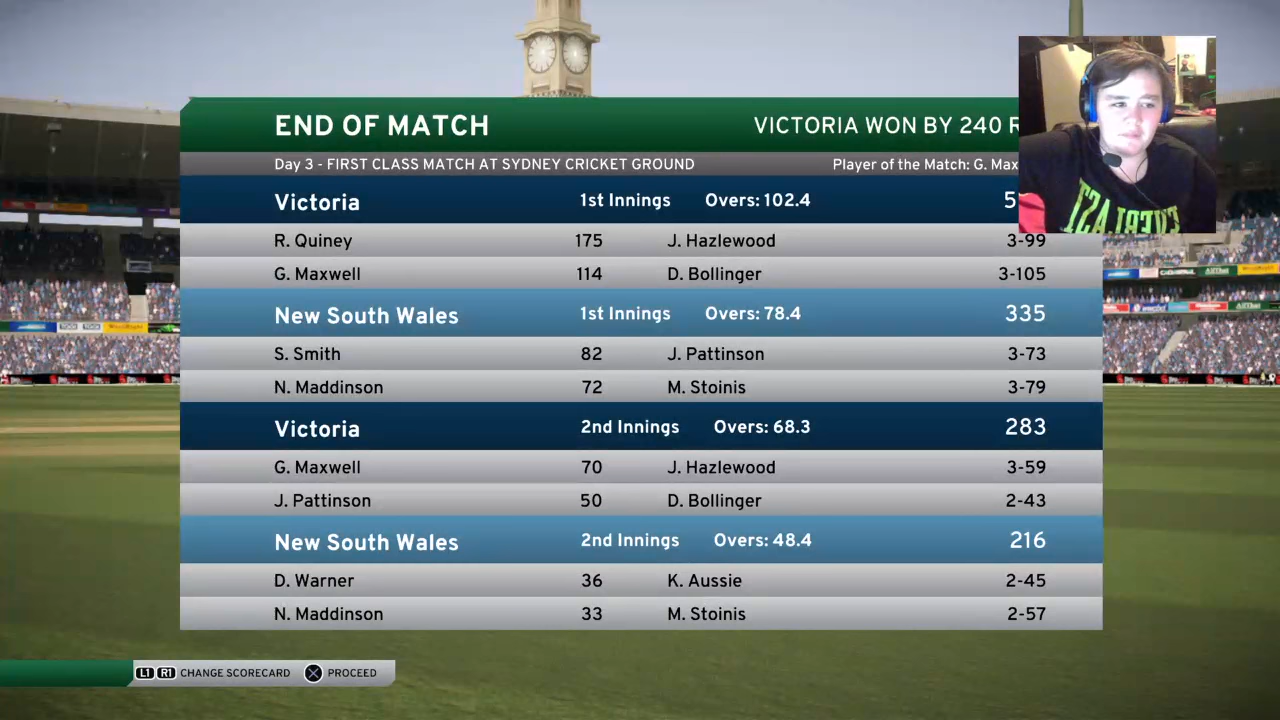 END OF MATCH VICTORIA WON BY 240
Day 3 - FIRST CLASS MATCH AT SYDNEY CRICKET GROUND Player of the Match: G. Max
Victoria 1st Innings Overs: 102.4 5
R. Quiney 175 J. Hazlewood 3-99
G. Maxwell 114 D. Bollinger 3-105
New South Wales 1st Innings Overs: 78.4 335
S. Smith 82 J. Pattinson 3-73
N. Maddinson 72 M. Stoinis 3-79
Victoria 2nd Innings Overs: 68.3 283
G. Maxwell 70 J. Hazlewood 3-59
J. Pattinson 50 D. Bollinger 2-43
New South Wales 2nd Innings Overs: 48.4 216
D. Warner 36 K. Aussie 2-45
N. Maddinson 33 M. Stoinis 2-57
L1 R1 CHANGE SCORECARD PROCEED
EVERLAST